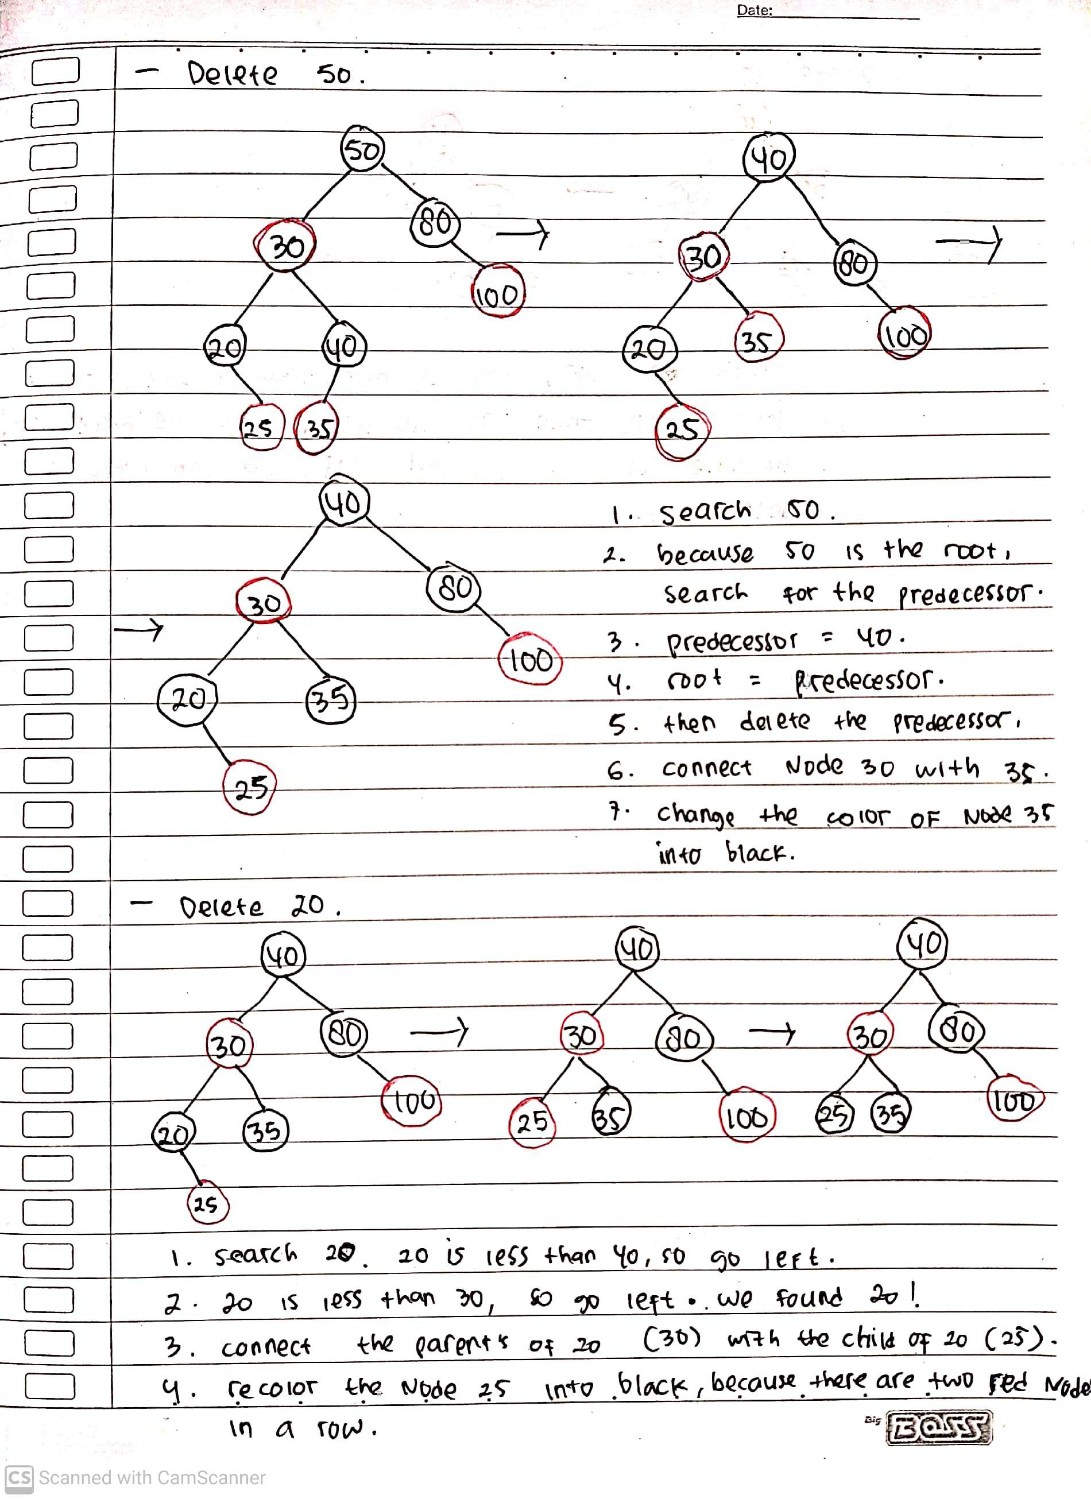 Date:
- Delete 50.
50
40
30
80
30
80
100
100
20
40
20
35
25
35
25
40
1. Search 50.
2. because 50 is the root,
search for the predecessor.
30
80
3. predecessor = 40.
100
4. root = predecessor.
20
35
5. then delete the predecessor,
6. connect Node 30 with 35.
25
7. change the color of Node 35
into black.
- Delete 20.
40
40
40
30
80
30
80
30
80
100
100
100
20
35
25
35
25
35
25
1. search 20. 20 is less than 40, so go left.
2. 20 is less than 30, so go left. we found 20!
3. connect the parent's of 20 (30) with the child of 20 (25).
4. recolor the Node 25 into black, because there are two red Node
in a row.
Big BOSS
CS Scanned with CamScanner